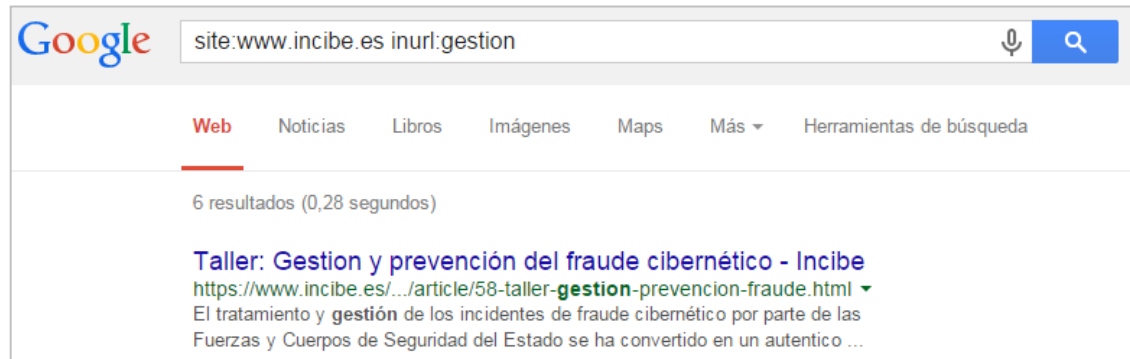 Google site:www.incibe.es inurl:gestion
Web Noticias Libros Imágenes Maps Más Herramientas de búsqueda
6 resultados (0,28 segundos)
Taller: Gestion y prevención del fraude cibernético - Incibe
https://www.incibe.es/.../article/58-taller-gestion-prevencion-fraude.html
El tratamiento y gestión de los incidentes de fraude cibernético por parte de las
Fuerzas y Cuerpos de Seguridad del Estado se ha convertido en un autentico ...